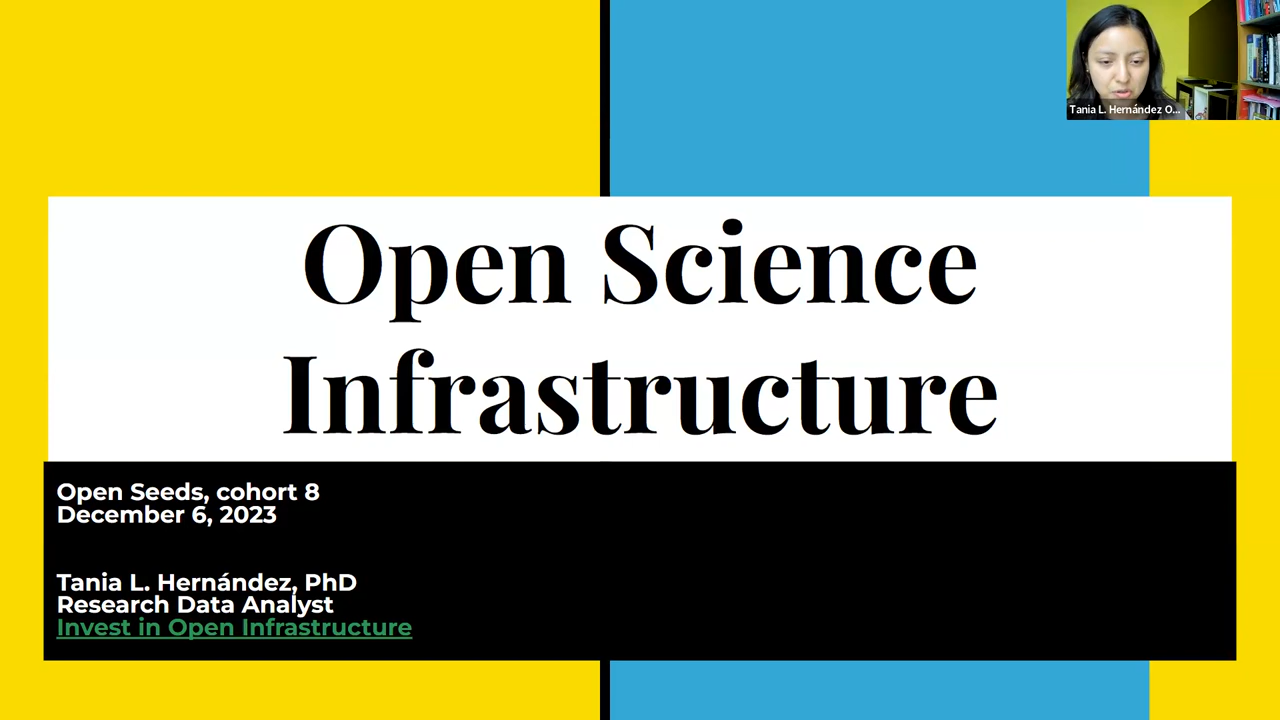 Tania L. Hernández O...
Open Science
Infrastructure
Open Seeds, cohort 8
December 6, 2023
Tania L. Hernández, PhD
Research Data Analyst
Invest in Open Infrastructure